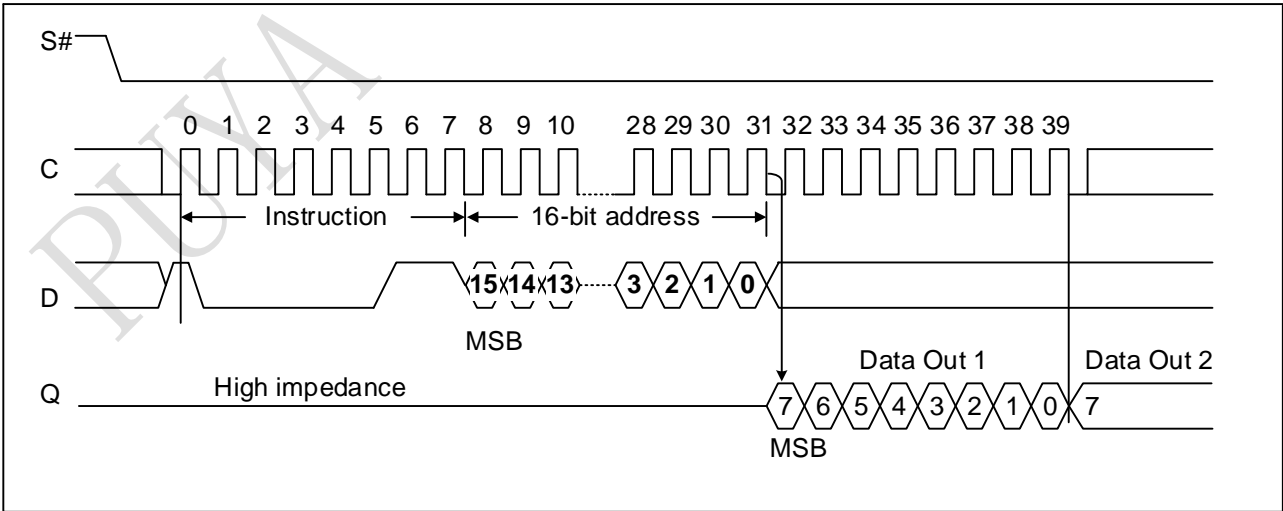 S#
0 1 2 3 4 5 6 7 8 9 10 28 29 30 31 32 33 34 35 36 37 38 39
C
Instruction 16-bit address
D 15 14 13 3 2 1 0
MSB
Data Out 1 Data Out 2
High impedance
Q 7 6 5 4 3 2 1 0 7
MSB
PUYA